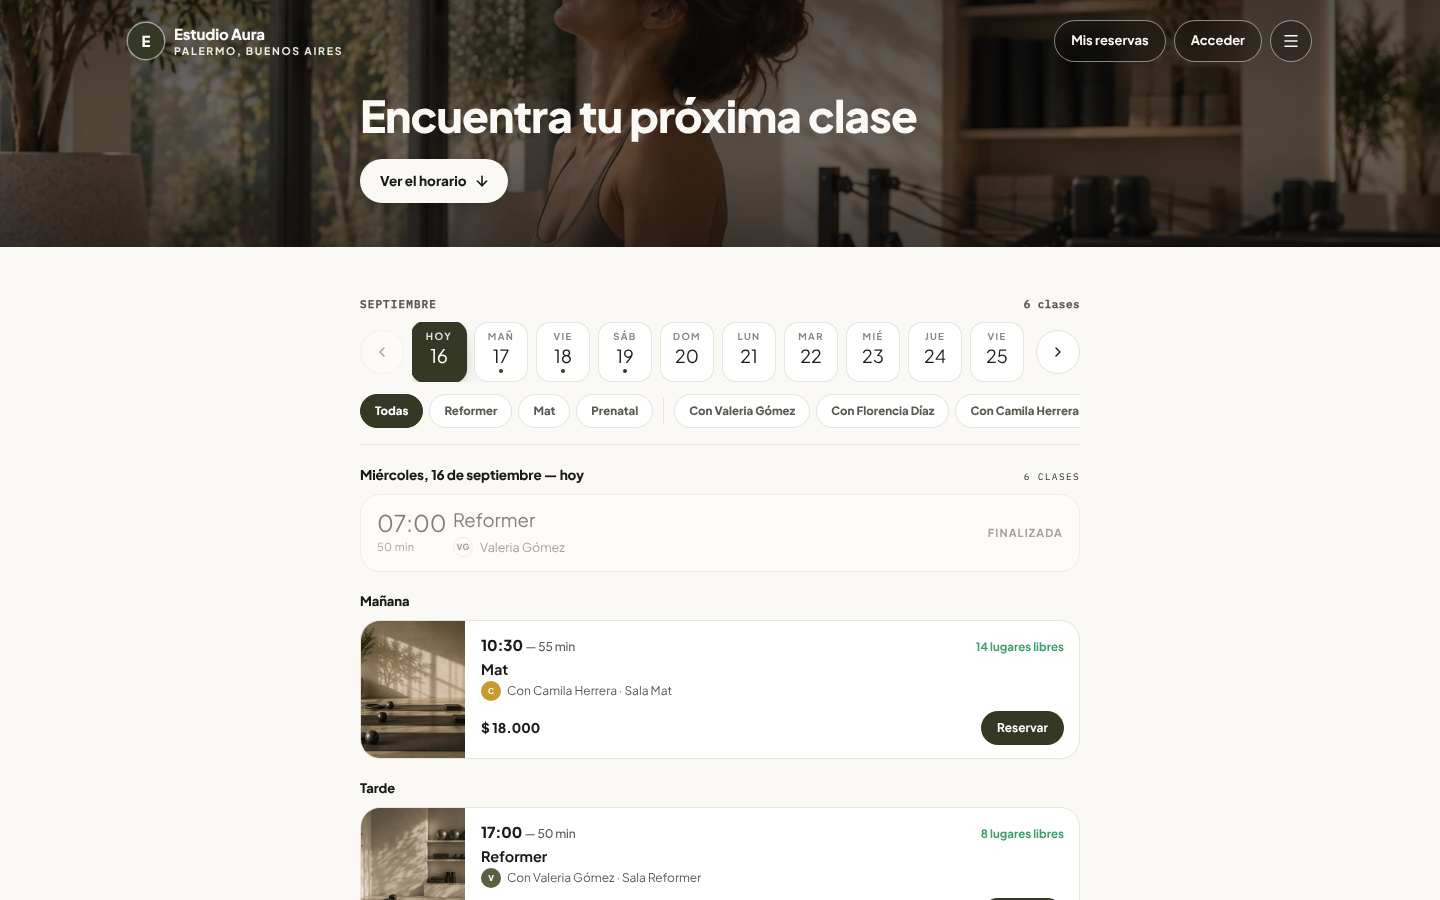 E
Estudio Aura
PALERMO, BUENOS AIRES
Mis reservas
Acceder
Encuentra tu próxima clase
Ver el horario
SEPTIEMBRE
6 clases
HOY
16
MAÑ
17
VIE
18
SÁB
19
DOM
20
LUN
21
MAR
22
MIÉ
23
JUE
24
VIE
25
Todas
Reformer
Mat
Prenatal
Con Valeria Gómez
Con Florencia Díaz
Con Camila Herrera
Miércoles, 16 de septiembre — hoy
6 CLASES
07:00
50 min
Reformer
VG
Valeria Gómez
FINALIZADA
Mañana
10:30 — 55 min
14 lugares libres
Mat
C
Con Camila Herrera · Sala Mat
$ 18.000
Reservar
Tarde
17:00 — 50 min
8 lugares libres
Reformer
V
Con Valeria Gómez · Sala Reformer